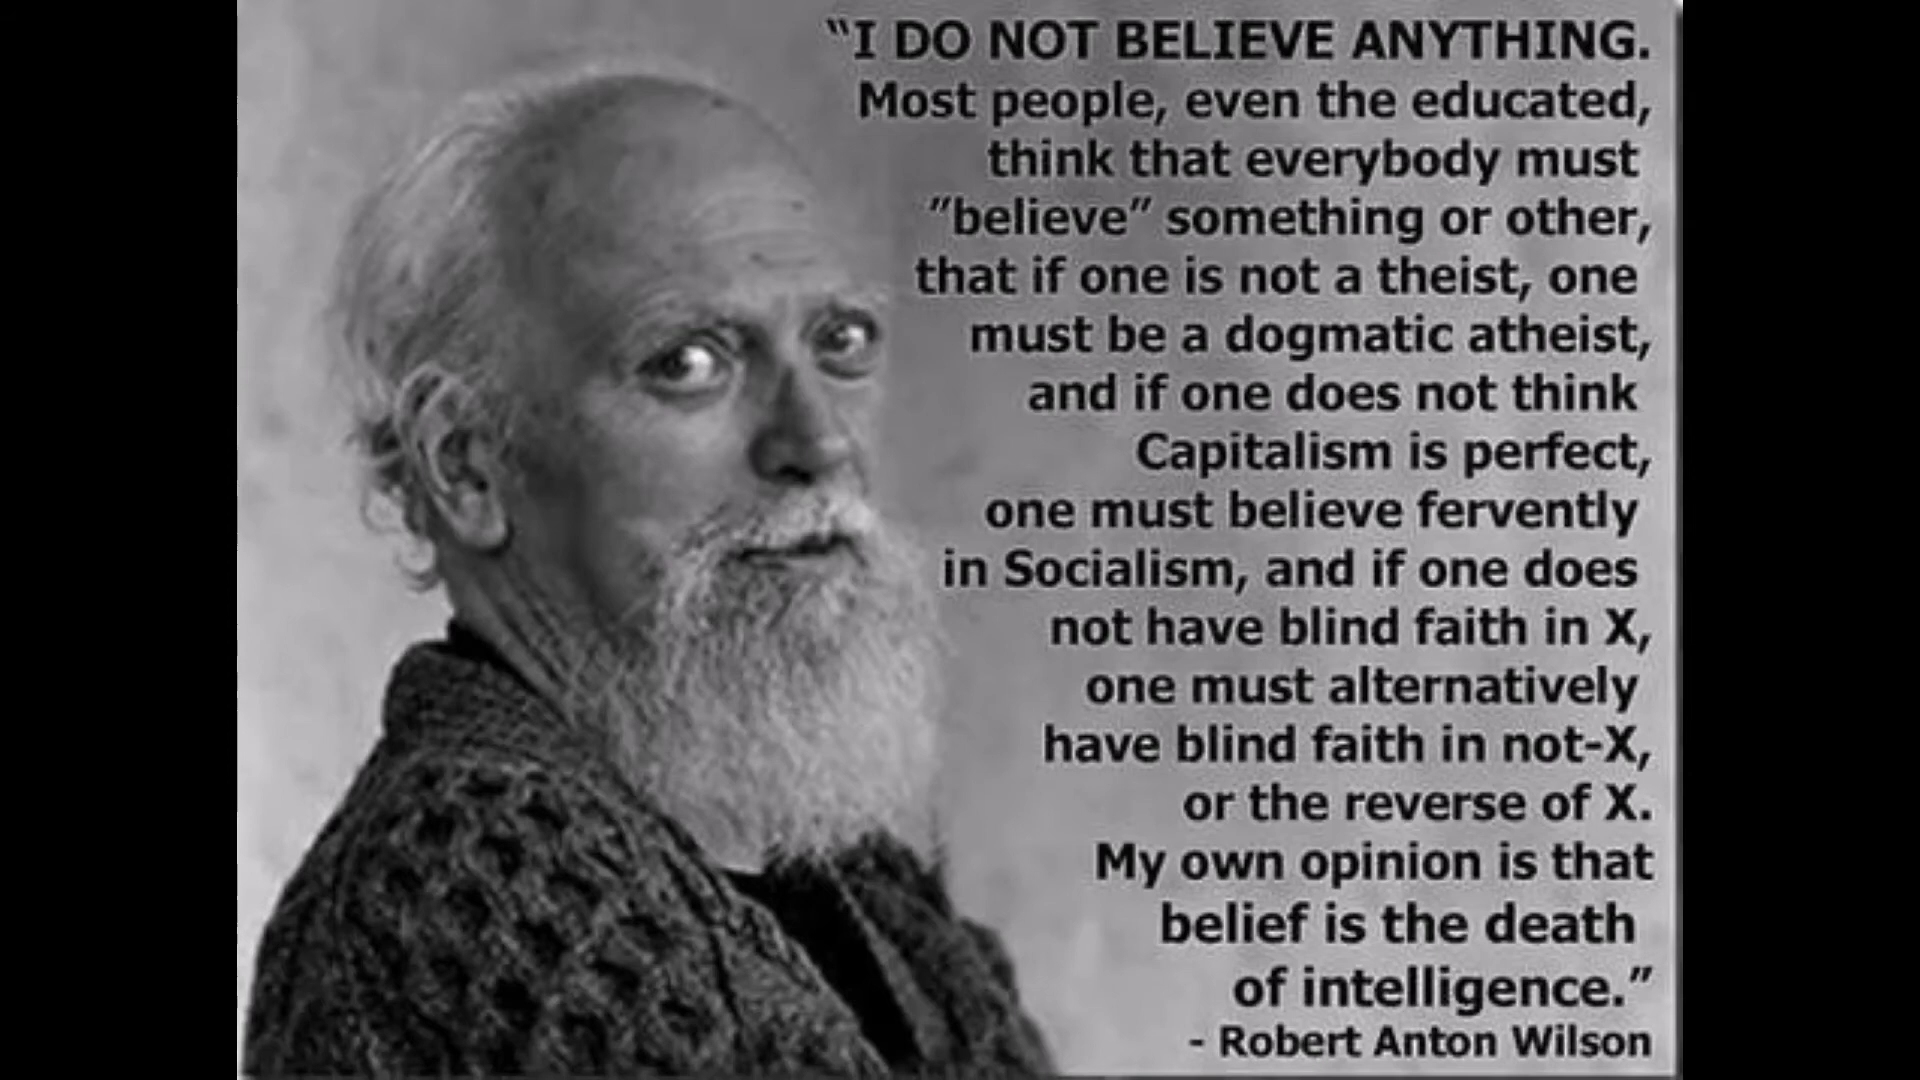 “I DO NOT BELIEVE ANYTHING.
Most people, even the educated,
think that everybody must
”believe” something or other,
that if one is not a theist, one
must be a dogmatic atheist,
and if one does not think
Capitalism is perfect,
one must believe fervently
in Socialism, and if one does
not have blind faith in X,
one must alternatively
have blind faith in not-X,
or the reverse of X.
My own opinion is that
belief is the death
of intelligence.”
- Robert Anton Wilson